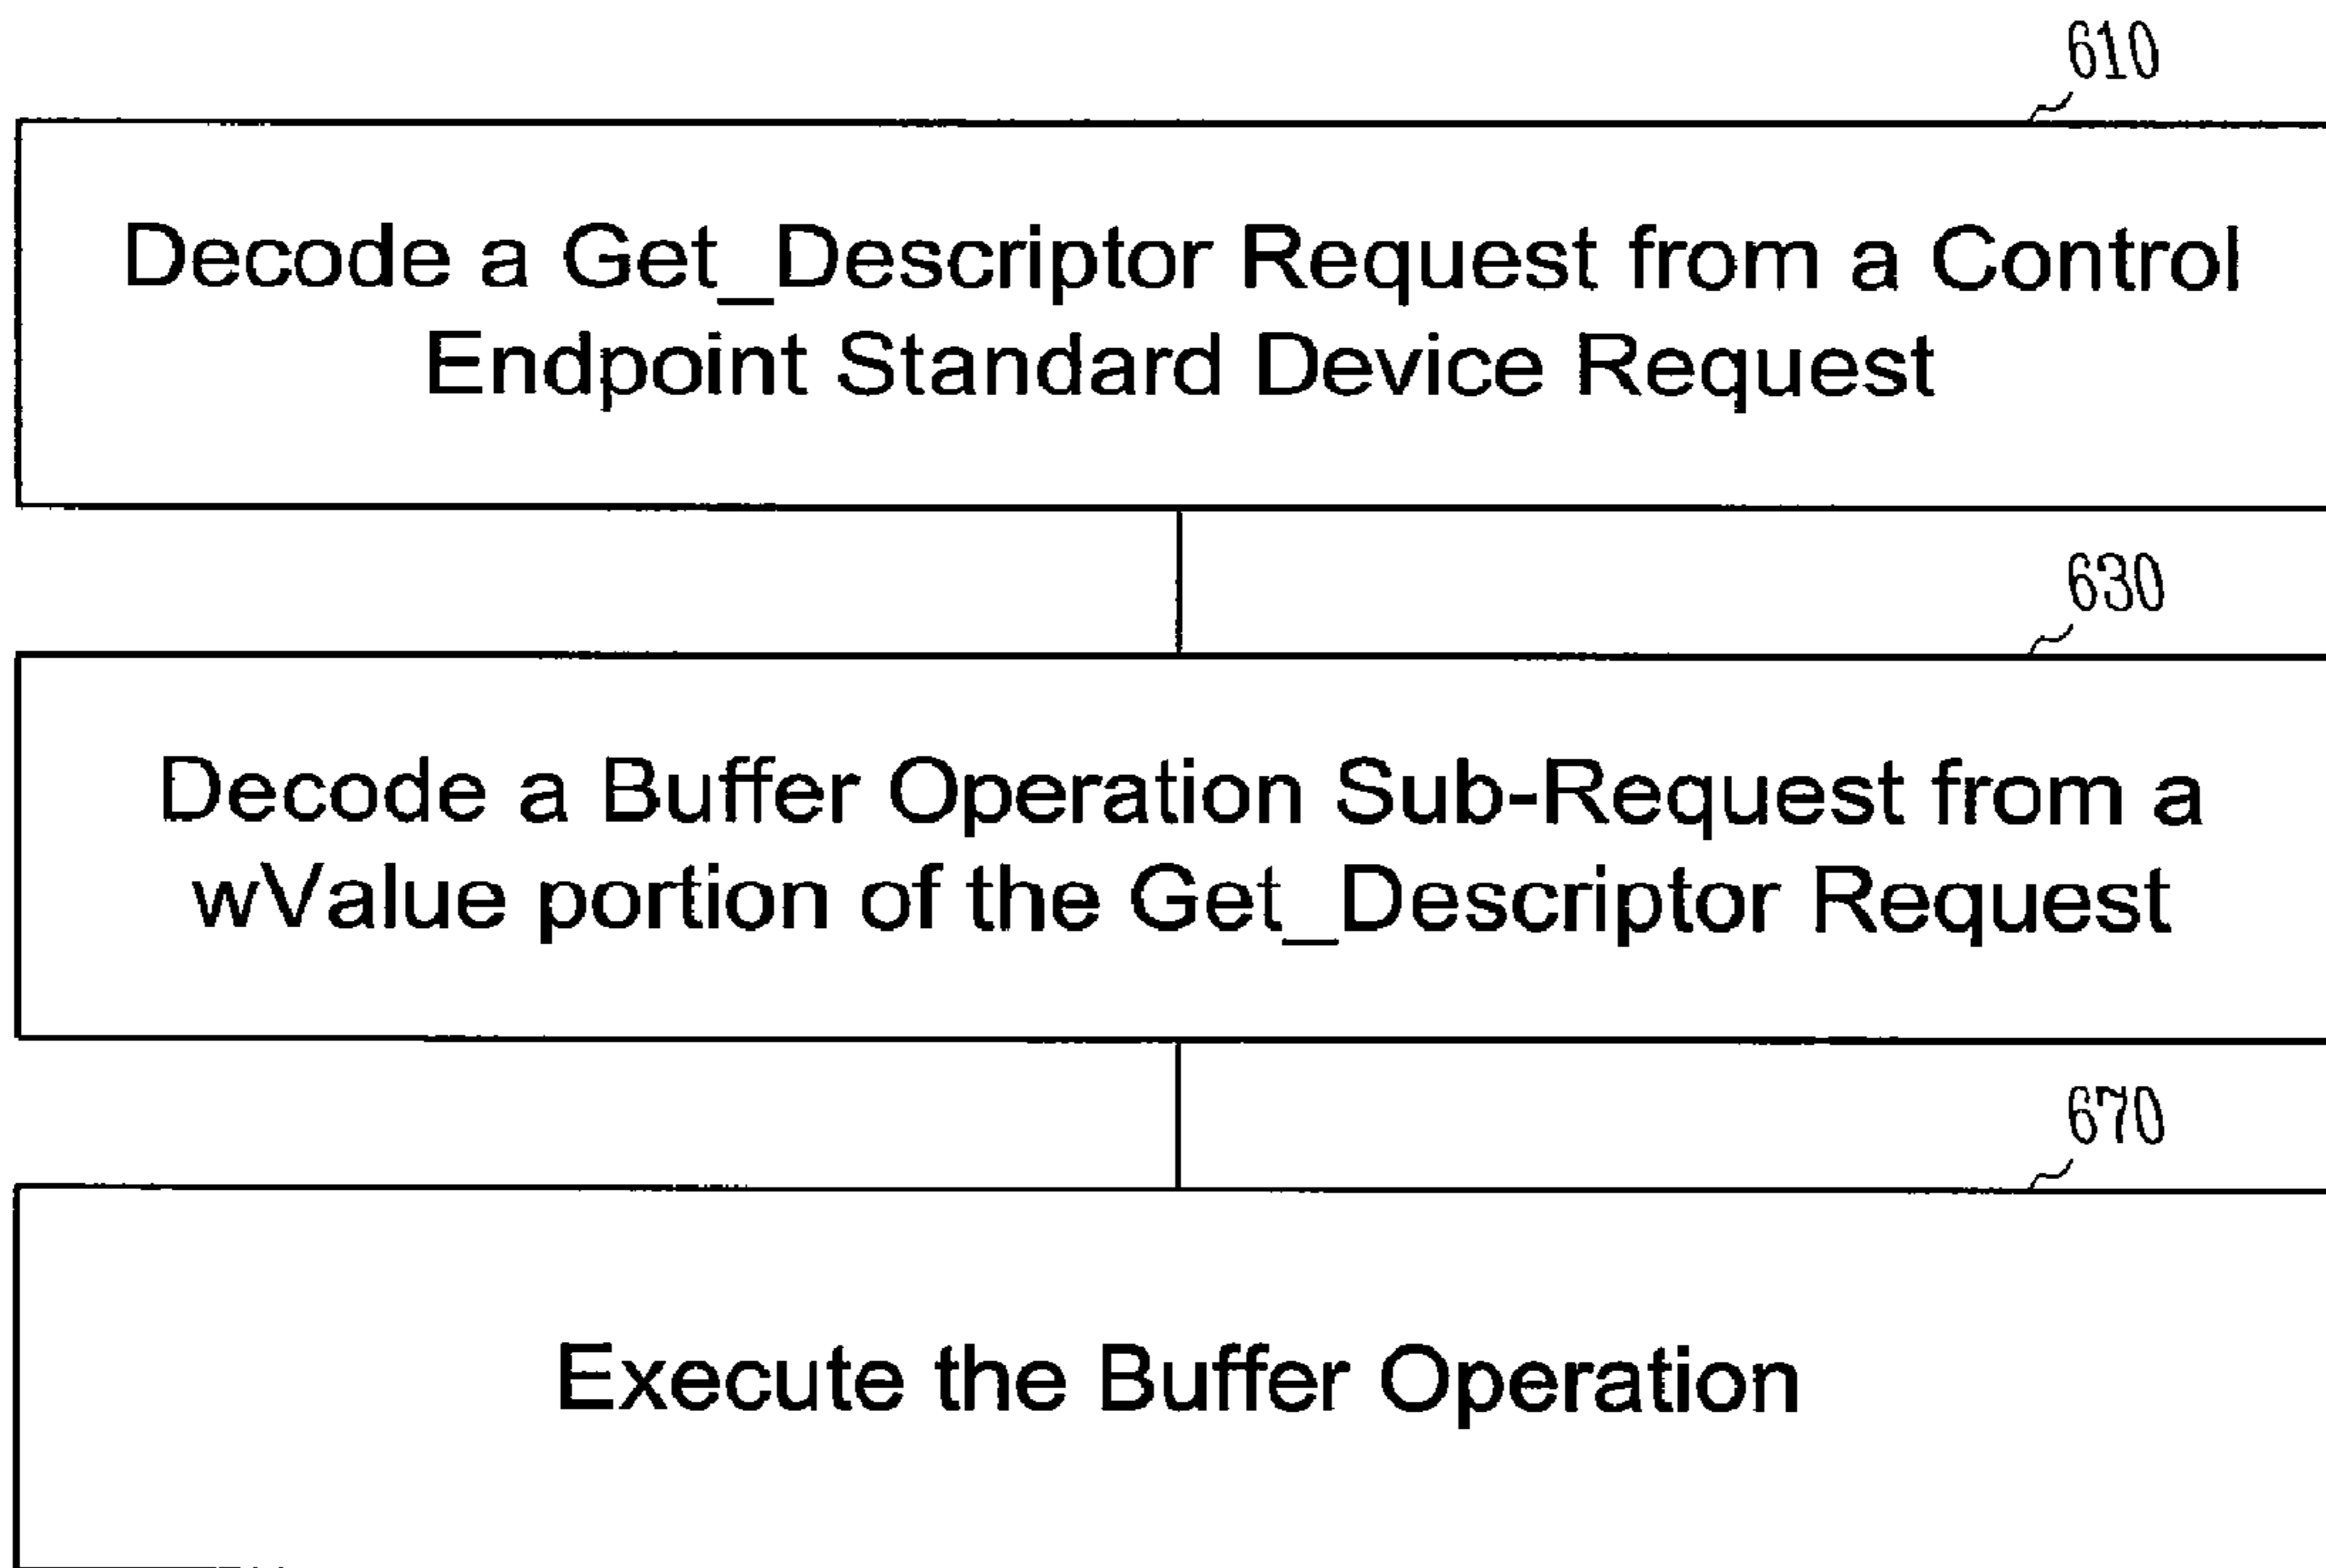 610
Decode a Get_Descriptor Request from a Control
Endpoint Standard Device Request
630
Decode a Buffer Operation Sub-Request from a
wValue portion of the Get_Descriptor Request
670
Execute the Buffer Operation